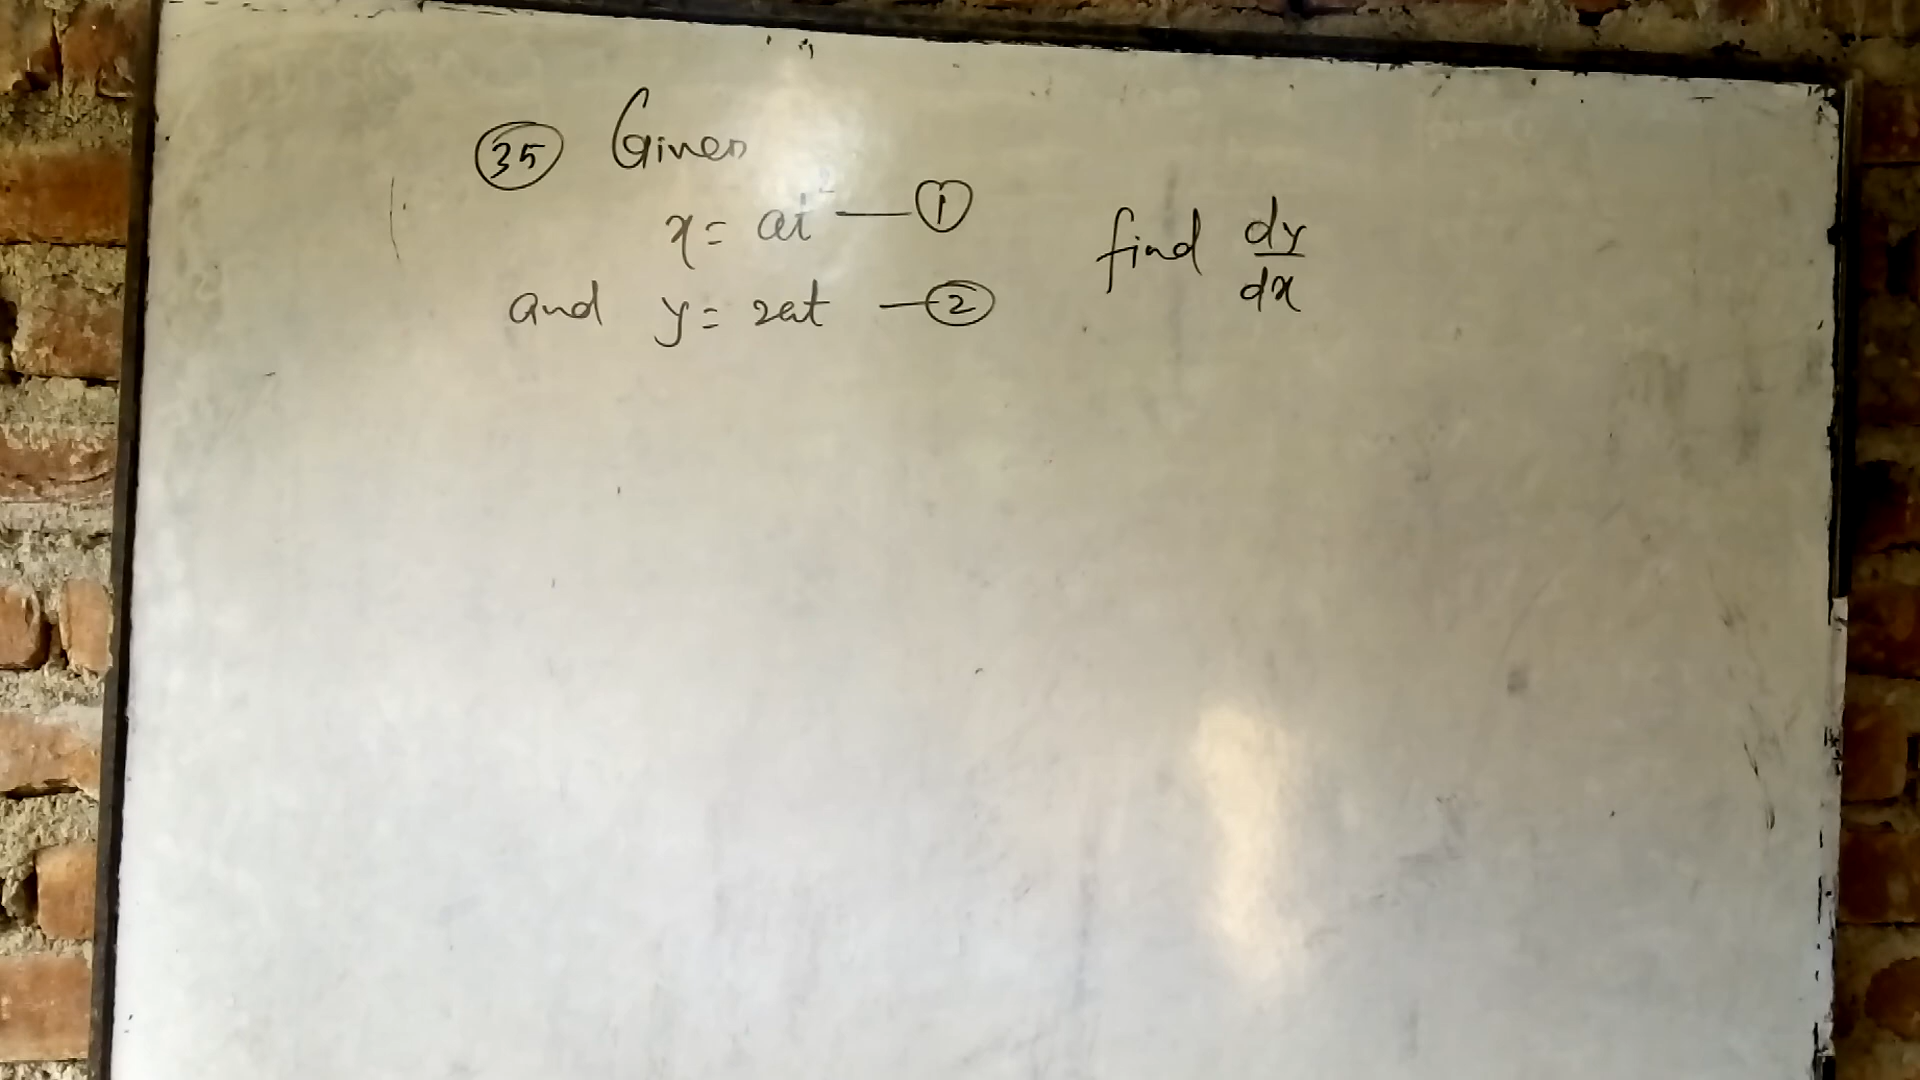 35 Given
x = at² — 1
and y = 2at — 2
find dy/dx